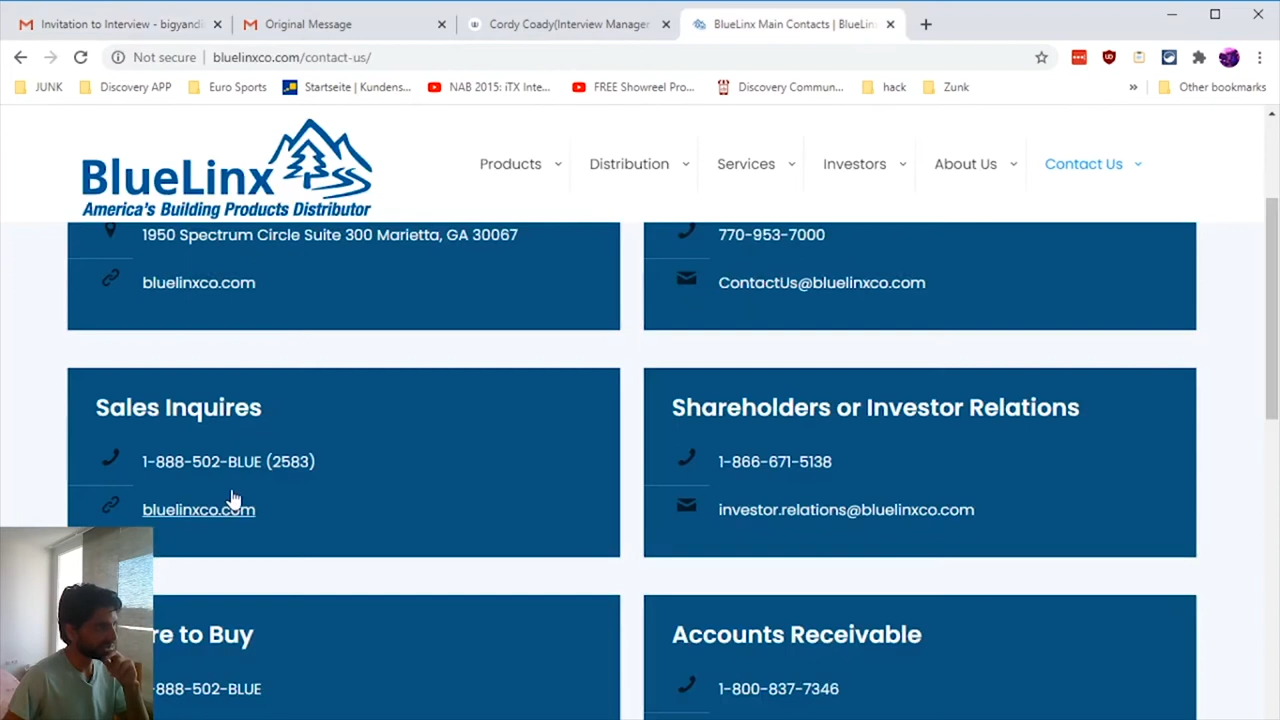 Invitation to Interview - bigyandi
Original Message
Cordy Coady(Interview Manager
BlueLinx Main Contacts | BlueLin
Not secure | bluelinxco.com/contact-us/
JUNK
Discovery APP
Euro Sports
Startseite | Kundens...
NAB 2015: iTX Inte...
FREE Showreel Pro...
Discovery Commun...
hack
Zunk
»
Other bookmarks
BlueLinx
America's Building Products Distributor
Products
Distribution
Services
Investors
About Us
Contact Us
1950 Spectrum Circle Suite 300 Marietta, GA 30067
bluelinxco.com
770-953-7000
ContactUs@bluelinxco.com
Sales Inquires
1-888-502-BLUE (2583)
bluelinxco.com
Shareholders or Investor Relations
1-866-671-5138
investor.relations@bluelinxco.com
re to Buy
-888-502-BLUE
Accounts Receivable
1-800-837-7346